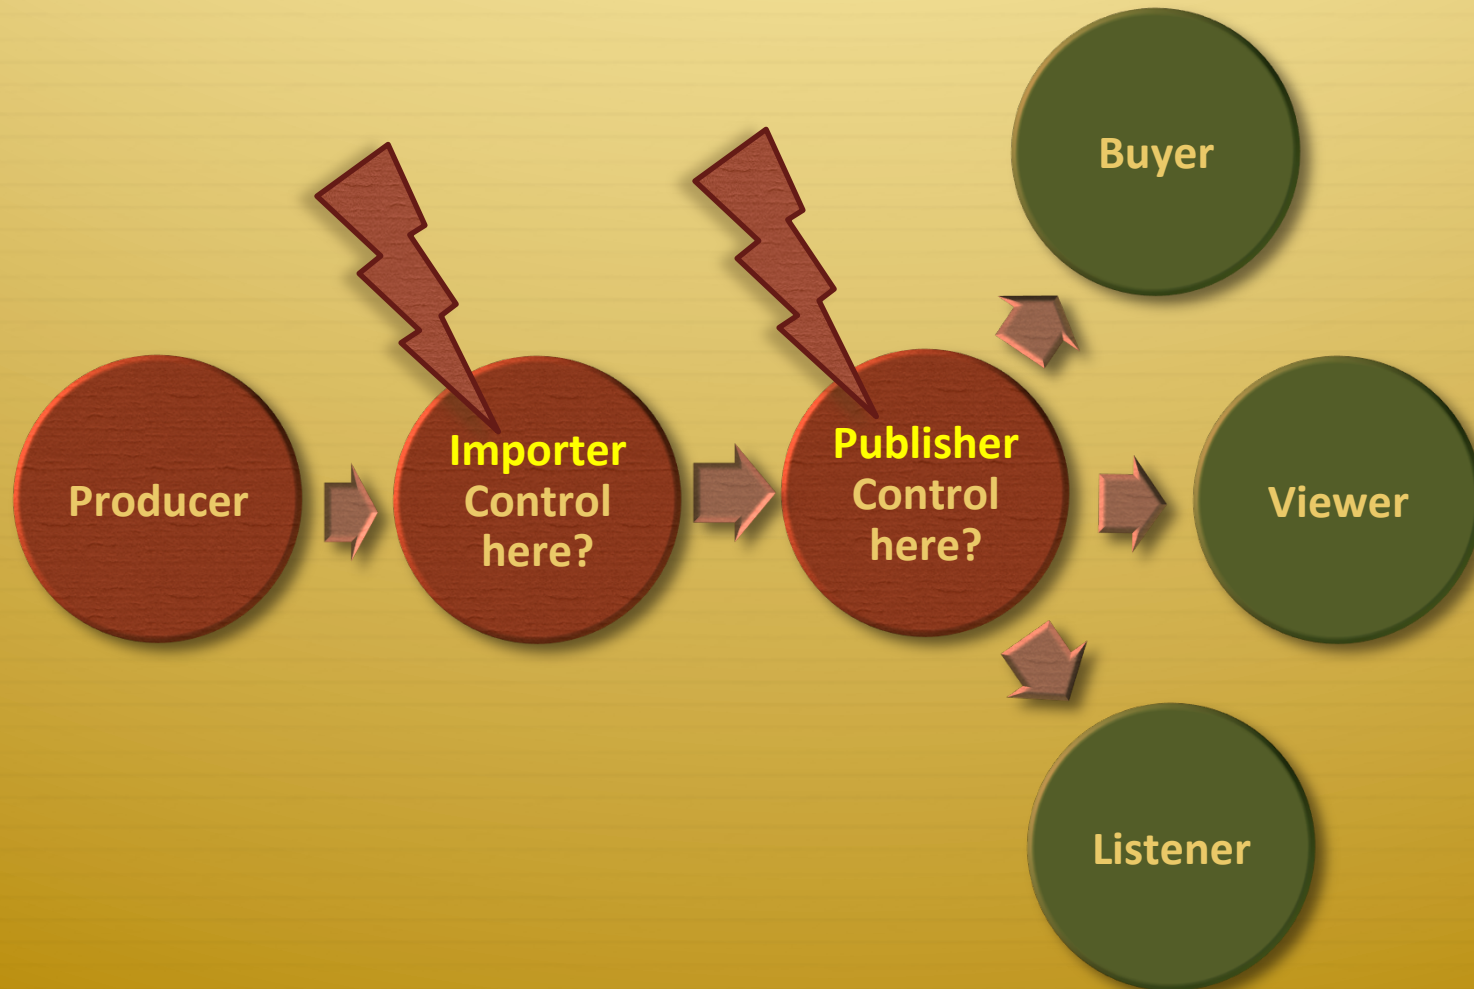 Producer
Importer
Control
here?
Publisher
Control
here?
Buyer
Viewer
Listener